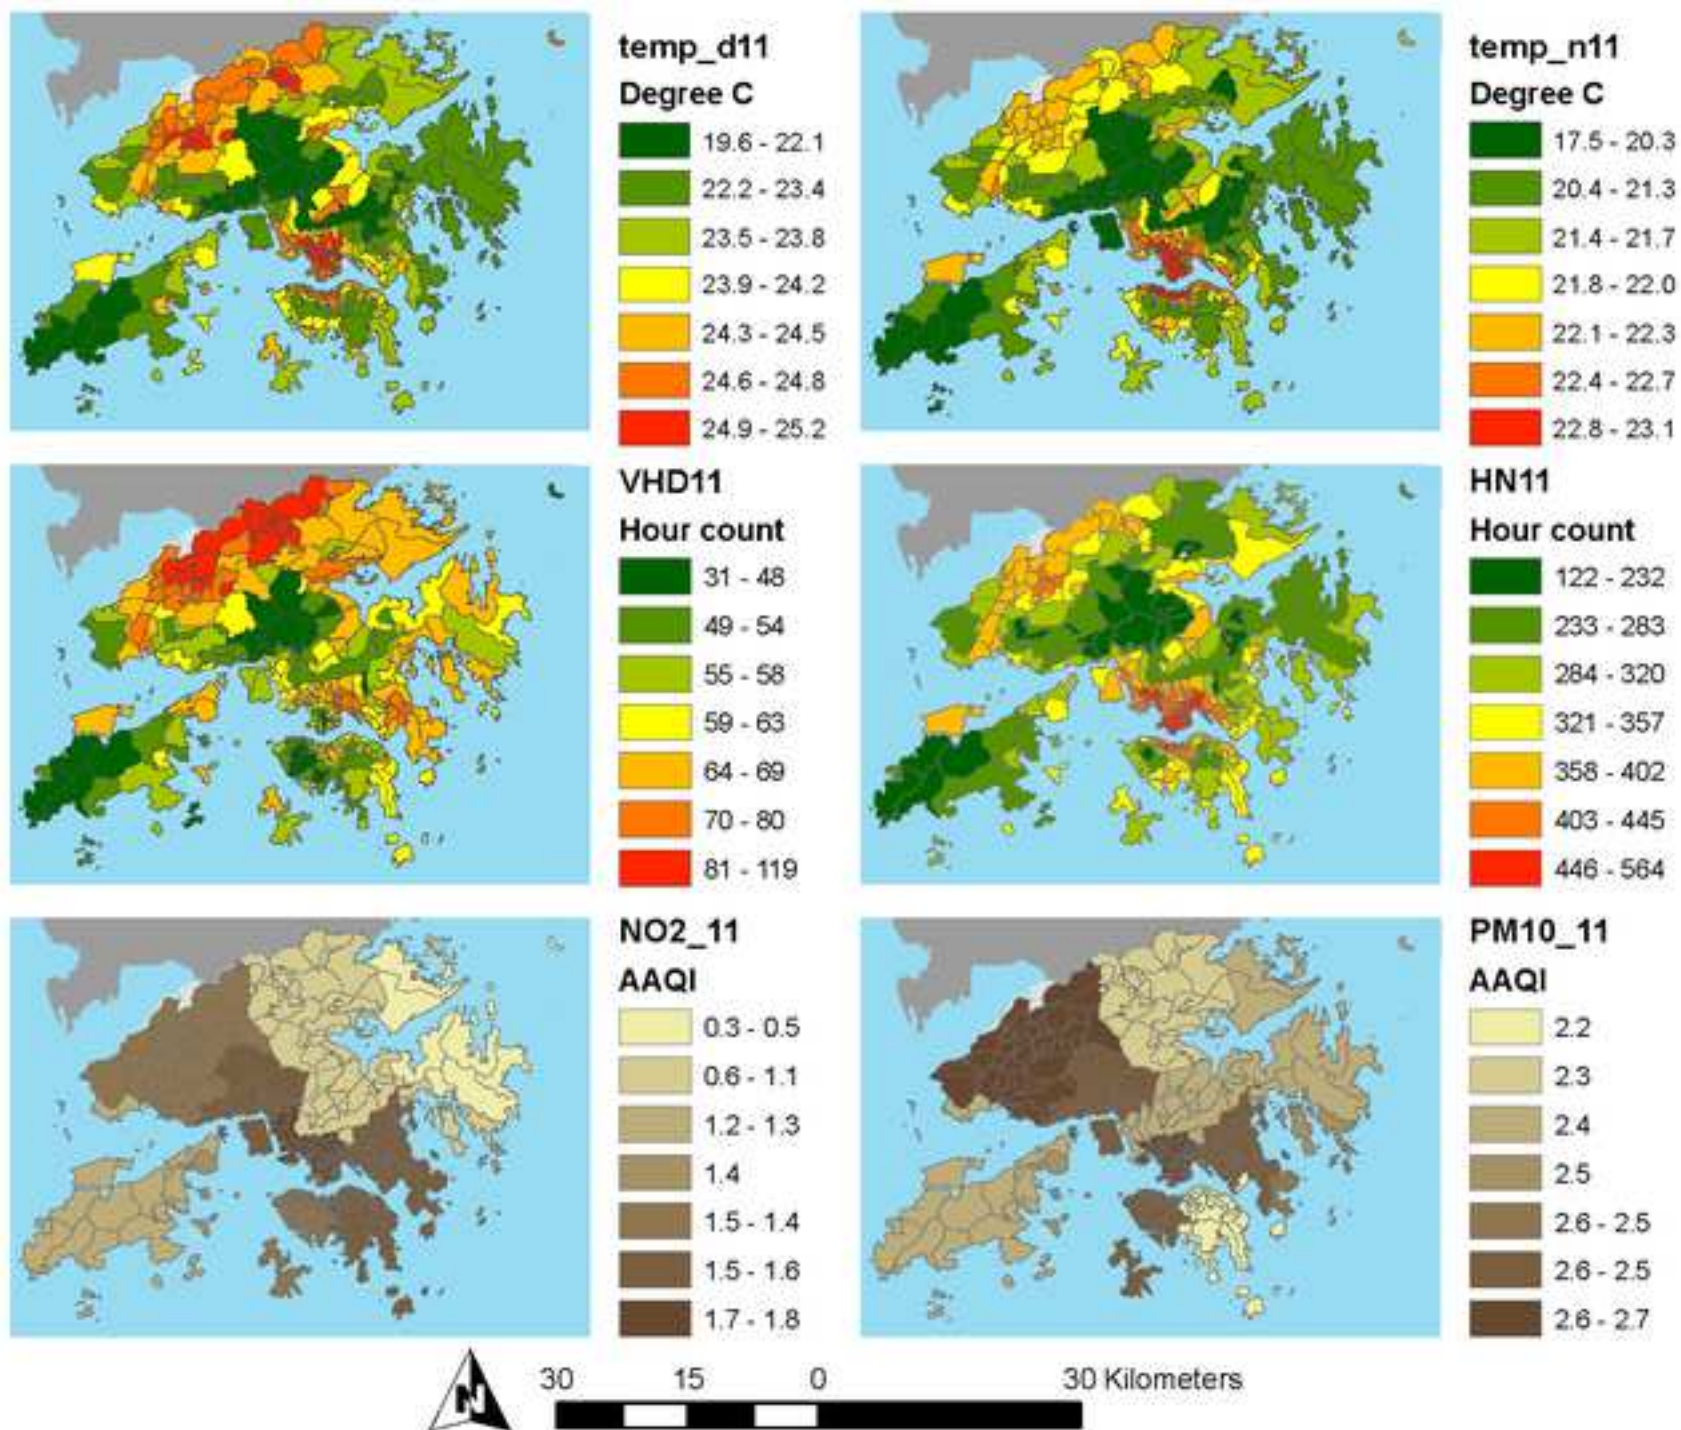 temp_d11
Degree C
19.6 - 22.1
22.2 - 23.4
23.5 - 23.8
23.9 - 24.2
24.3 - 24.5
24.6 - 24.8
24.9 - 25.2
temp_n11
Degree C
17.5 - 20.3
20.4 - 21.3
21.4 - 21.7
21.8 - 22.0
22.1 - 22.3
22.4 - 22.7
22.8 - 23.1
VHD11
Hour count
31 - 48
49 - 54
55 - 58
59 - 63
64 - 69
70 - 80
81 - 119
HN11
Hour count
122 - 232
233 - 283
284 - 320
321 - 357
358 - 402
403 - 445
446 - 564
NO2_11
AAQI
0.3 - 0.5
0.6 - 1.1
1.2 - 1.3
1.4
1.5 - 1.4
1.5 - 1.6
1.7 - 1.8
PM10_11
AAQI
2.2
2.3
2.4
2.5
2.6 - 2.5
2.6 - 2.5
2.6 - 2.7
N
30 15 0 30 Kilometers